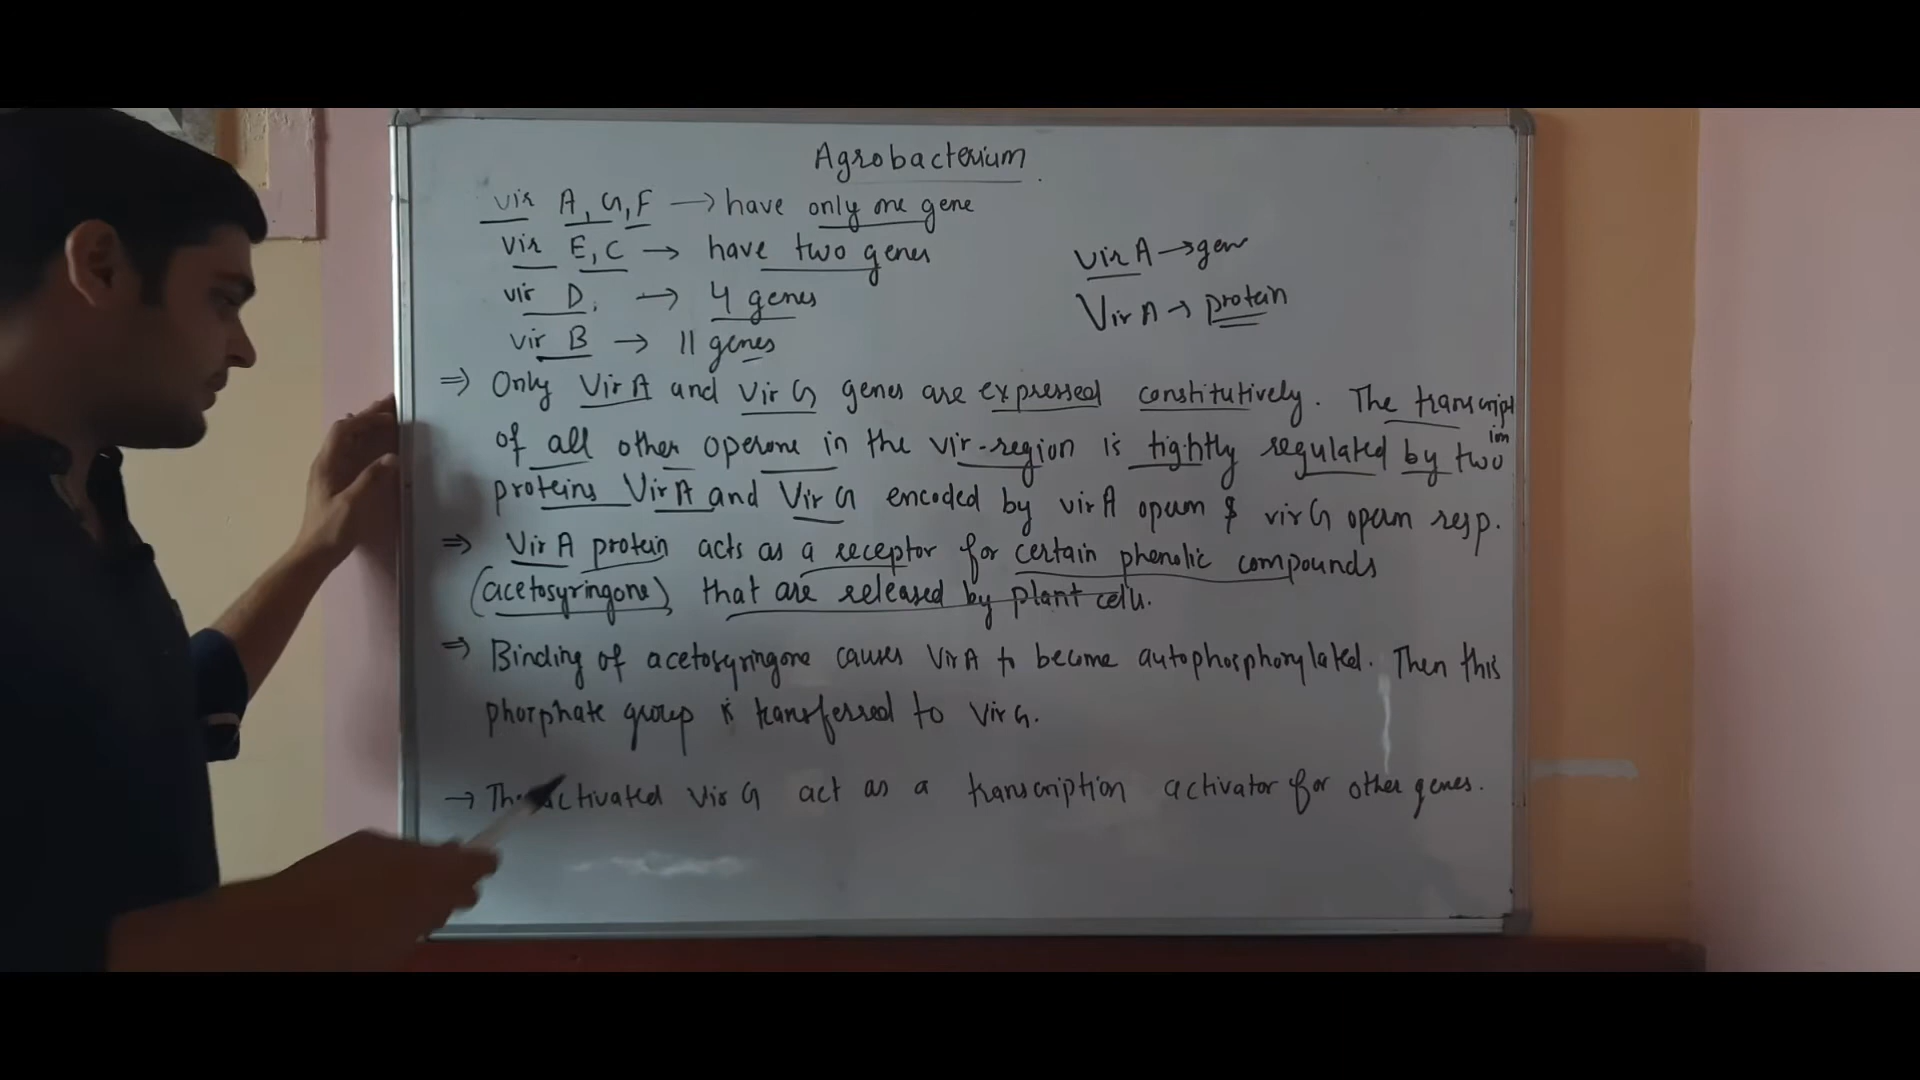 Agrobacterium
vir A, G, F → have only one gene
vir E, C → have two genes
vir D, → 4 genes
vir B → 11 genes
vir A → gene
Vir A → protein
⇒ Only Vir A and Vir G genes are expressed constitutively. The transcription
of all other operone in the vir-region is tightly regulated by two
proteins Vir A and Vir G encoded by vir A & vir G resp.
⇒ Vir A protein acts as a receptor for certain phenolic compounds
(acetosyringone), that are released by plant cells.
⇒ Binding of acetosyringone causes Vir A to become autophosphorylated. Then this
phosphate group is transferred to Vir G.
→ activated Vir G act as a transcription activator for other genes.